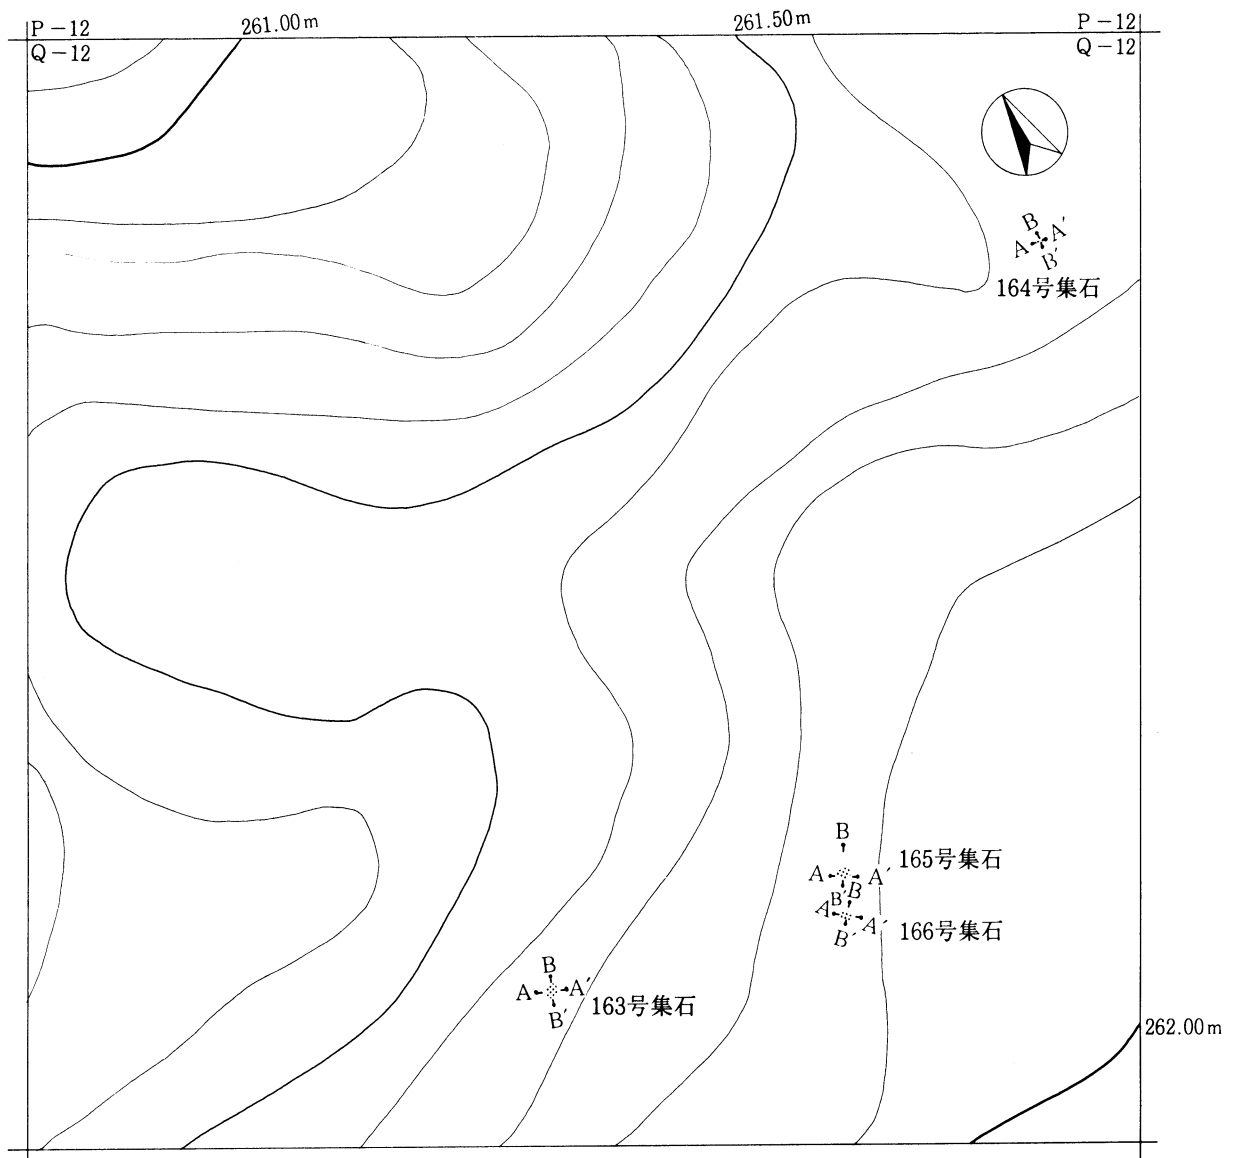 P-12
Q-12
261.00m
261.50m
P-12
Q-12
B
A A′
B′
164号集石
B
A A′
B′
165号集石
B
A A′
B′
166号集石
B
A A′
B′
163号集石
262.00m